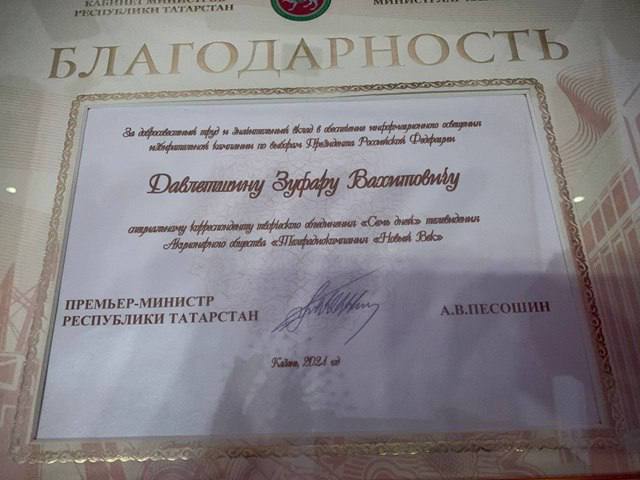 КАБИНЕТ МИНИСТРОВ
РЕСПУБЛИКИ ТАТАРСТАН
БЛАГОДАРНОСТЬ
За добросовестный труд и значительный вклад в обеспечение информационного освещения
избирательной кампании по выборам Президента Российской Федерации
Давлетшину Зуфару Вахитовичу
специальному корреспонденту творческого объединения «Семь дней» телевидения
Акционерного общества «Телерадиокомпания «Новый Век»
ПРЕМЬЕР-МИНИСТР
РЕСПУБЛИКИ ТАТАРСТАН
А.В.ПЕСОШИН
Казань, 2024 год